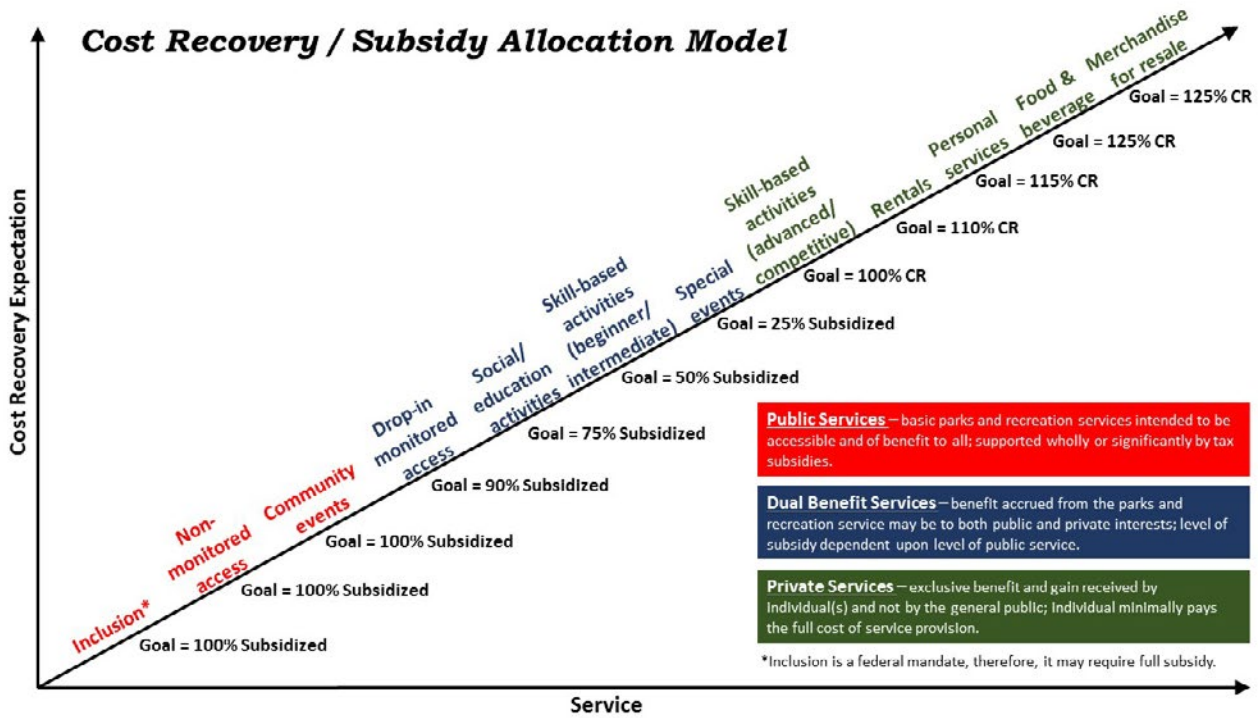 Cost Recovery / Subsidy Allocation Model
Cost Recovery Expectation
Inclusion*
Goal = 100% Subsidized
Non-
monitored
access
Goal = 100% Subsidized
Community
events
Goal = 100% Subsidized
Drop-in
monitored
access
Goal = 90% Subsidized
Social/
education
activities
Goal = 75% Subsidized
Skill-based
activities
(beginner/
intermediate)
Goal = 50% Subsidized
Special
events
Goal = 25% Subsidized
Skill-based
activities
(advanced/
competitive)
Goal = 100% CR
Rentals
Goal = 110% CR
Personal
services
Goal = 115% CR
Food &
beverage
Goal = 125% CR
Merchandise
for resale
Goal = 125% CR
Public Services – basic parks and recreation services intended to be
accessible and of benefit to all; supported wholly or significantly by tax
subsidies.
Dual Benefit Services – benefit accrued from the parks and
recreation service may be to both public and private interests; level of
subsidy dependent upon level of public service.
Private Services – exclusive benefit and gain received by
individual(s) and not by the general public; individual minimally pays
the full cost of service provision.
*Inclusion is a federal mandate, therefore, it may require full subsidy.
Service